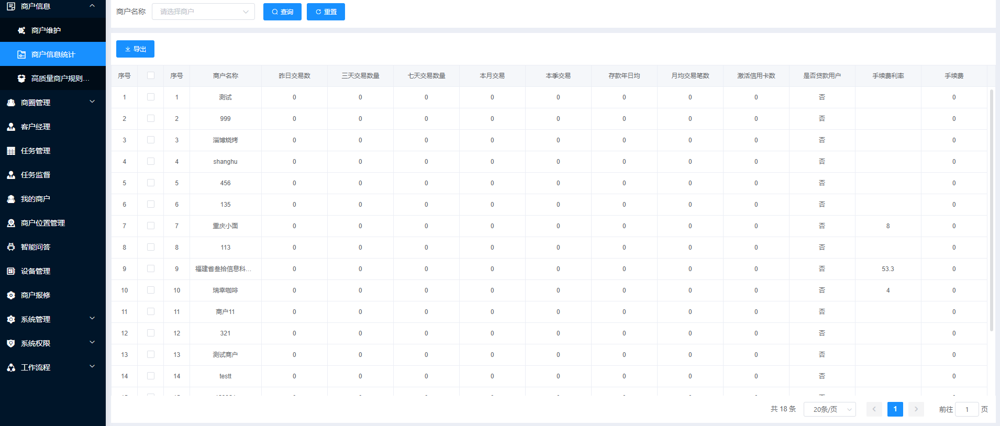 商户信息
商户维护
商户信息统计
高质量商户规则...
商圈管理
客户经理
任务管理
任务监督
我的商户
商户位置管理
智能问答
设备管理
商户报修
系统管理
系统权限
工作流程
商户名称 请选择商户 查询 重置
导出
序号 序号 商户名称 昨日交易数 三天交易数量 七天交易数量 本月交易 本季交易 存款年日均 月均交易笔数 激活信用卡数 是否贷款用户 手续费利率 手续费
1 1 测试 0 0 0 0 0 0 0 0 否 0
2 2 999 0 0 0 0 0 0 0 0 否 0
3 3 淄博烧烤 0 0 0 0 0 0 0 0 否 0
4 4 shanghu 0 0 0 0 0 0 0 0 否 0
5 5 456 0 0 0 0 0 0 0 0 否 0
6 6 135 0 0 0 0 0 0 0 0 否 0
7 7 重庆小面 0 0 0 0 0 0 0 0 否 8 0
8 8 113 0 0 0 0 0 0 0 0 否 0
9 9 福建省叁拾信息科... 0 0 0 0 0 0 0 0 否 53.3 0
10 10 瑞幸咖啡 0 0 0 0 0 0 0 0 否 4 0
11 11 商户11 0 0 0 0 0 0 0 0 否 0
12 12 321 0 0 0 0 0 0 0 0 否 0
13 13 测试商户 0 0 0 0 0 0 0 0 否 0
14 14 testt 0 0 0 0 0 0 0 0 否 0
共 18 条 20条/页 1 前往 1 页